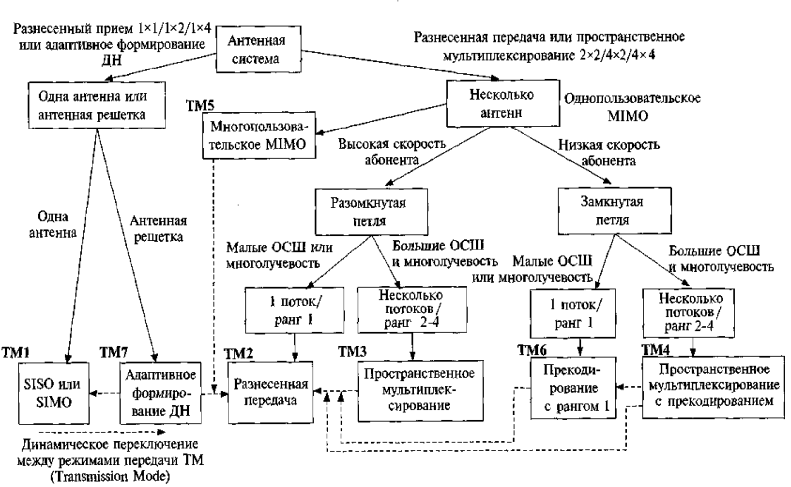 Разнесенный прием 1×1/1×2/1×4
или адаптивное формирование
ДН
Антенная
система
Разнесенная передача или пространственное
мультиплексирование 2×2/4×2/4×4
Одна антенна или
антенная решетка
TM5
Многопользова-
тельское MIMO
Несколько
антенн
Однопользовательское
MIMO
Высокая скорость
абонента
Низкая скорость
абонента
Одна
антенна
Антенная
решетка
Разомкнутая
петля
Замкнутая
петля
Малые ОСШ или
многолучевость
Большие ОСШ
и многолучевость
Малые ОСШ
или многолучевость
Большие ОСШ
и многолучевость
1 поток/
ранг 1
Несколько
потоков/
ранг 2-4
1 поток/
ранг 1
Несколько
потоков/
ранг 2-4
TM1
SISO или
SIMO
TM7
Адаптивное
формирово-
ание ДН
TM2
Разнесенная
передача
TM3
Пространственное
мультиплек-
сирование
TM6
Прекоди-
рование
с рангом 1
TM4
Пространственное
мультиплексирование
с прекодированием
Динамическое переключение
между режимами передачи ТМ
(Transmission Mode)